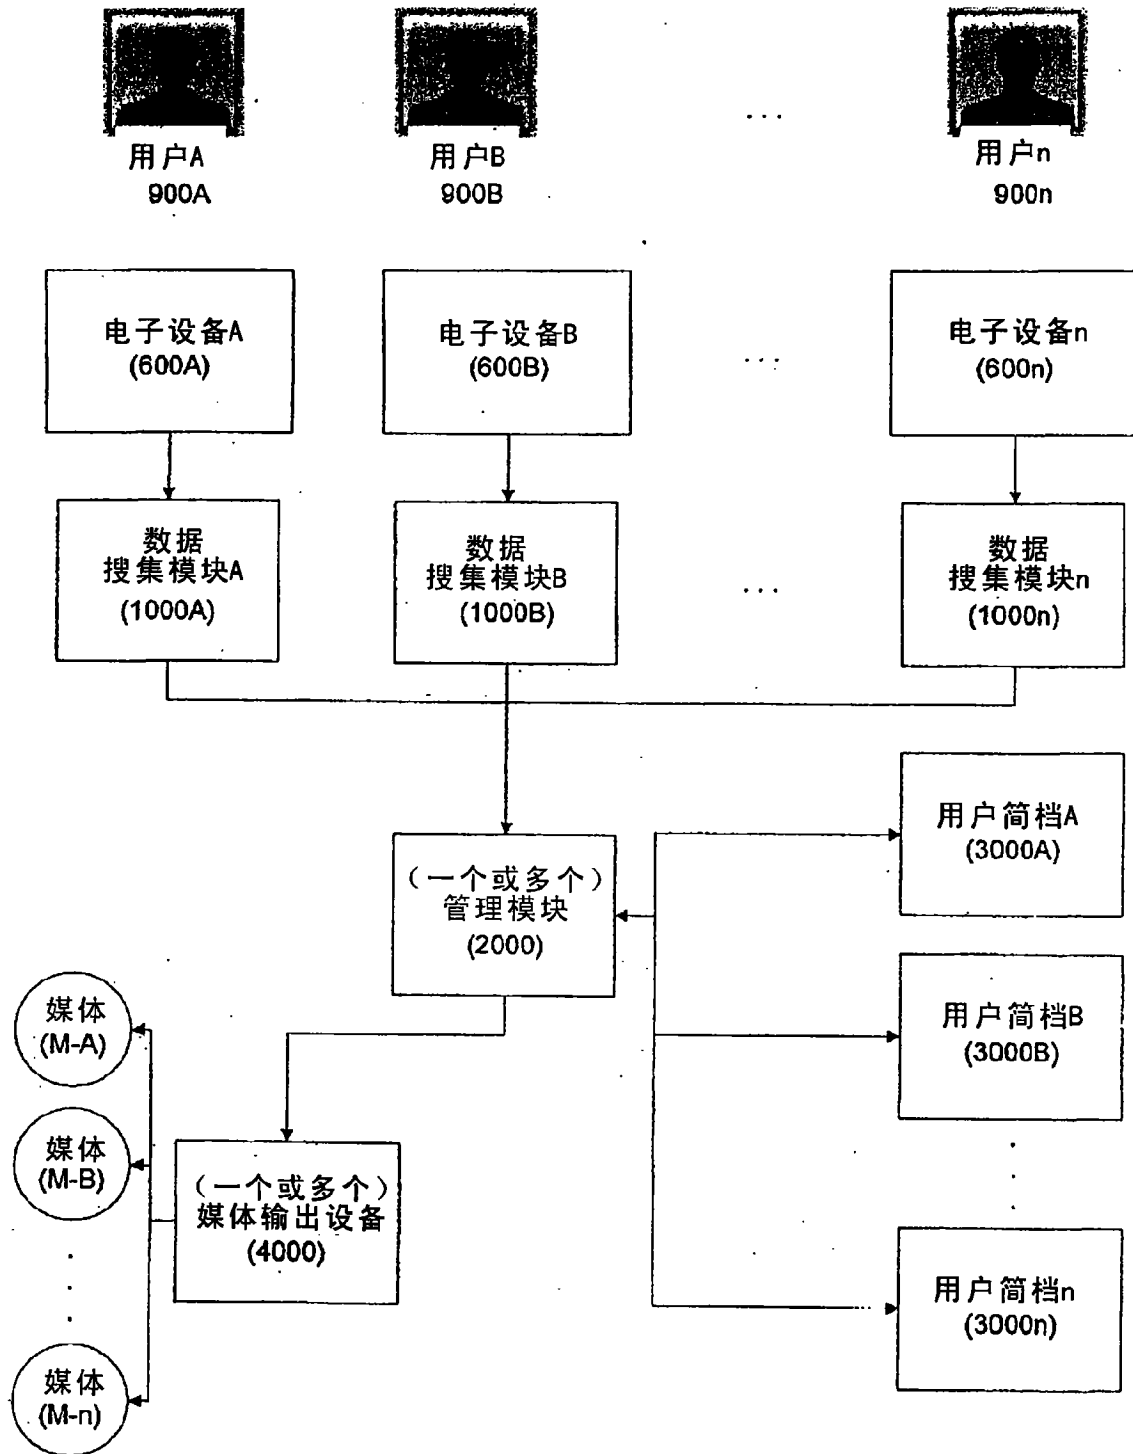 用户A
900A
用户B
900B
...
用户n
900n
电子设备A
(600A)
电子设备B
(600B)
...
电子设备n
(600n)
数据
搜集模块A
(1000A)
数据
搜集模块B
(1000B)
...
数据
搜集模块n
(1000n)
(一个或多个)
管理模块
(2000)
用户简档A
(3000A)
用户简档B
(3000B)
用户简档n
(3000n)
媒体
(M-A)
媒体
(M-B)
媒体
(M-n)
(一个或多个)
媒体输出设备
(4000)